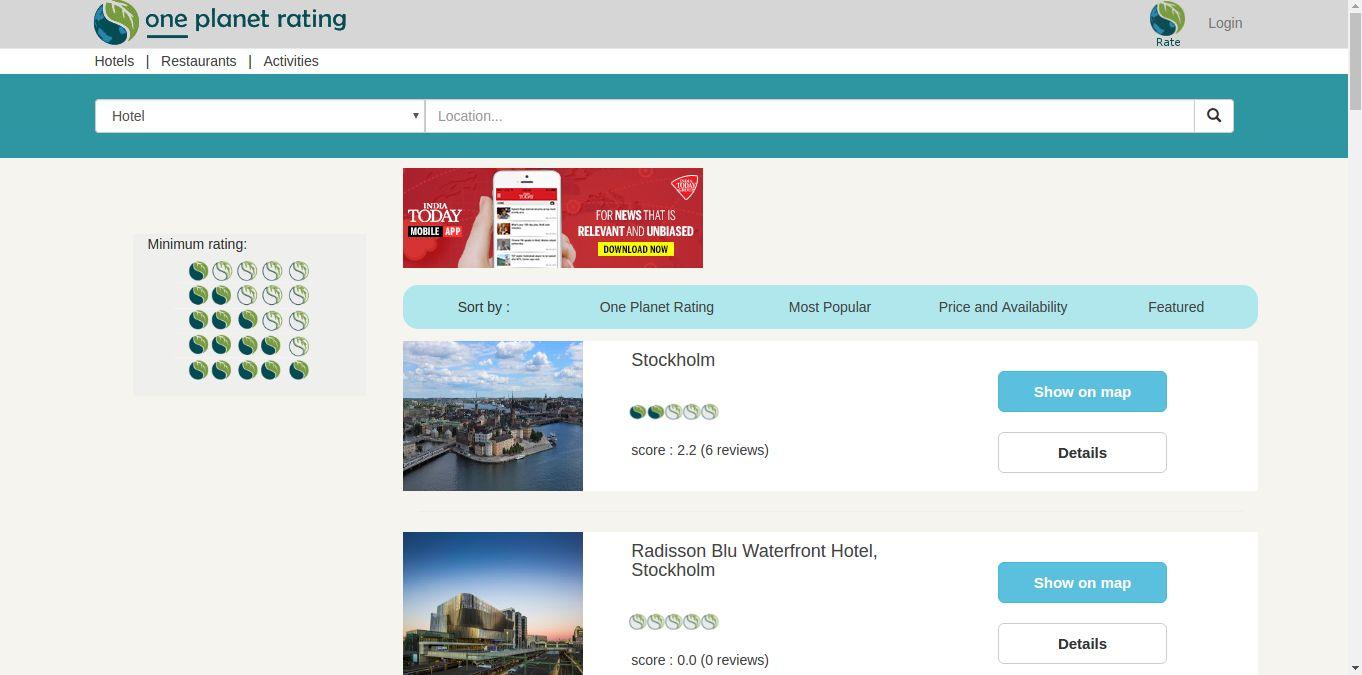 one planet rating
Rate
Login
Hotels | Restaurants | Activities
Hotel
Location...
INDIA
TODAY
MOBILE APP
INDIA
TODAY
FOR NEWS THAT IS
RELEVANT AND UNBIASED
DOWNLOAD NOW
Minimum rating:
Sort by : One Planet Rating Most Popular Price and Availability Featured
Stockholm
score : 2.2 (6 reviews)
Show on map
Details
Radisson Blu Waterfront Hotel,
Stockholm
score : 0.0 (0 reviews)
Show on map
Details